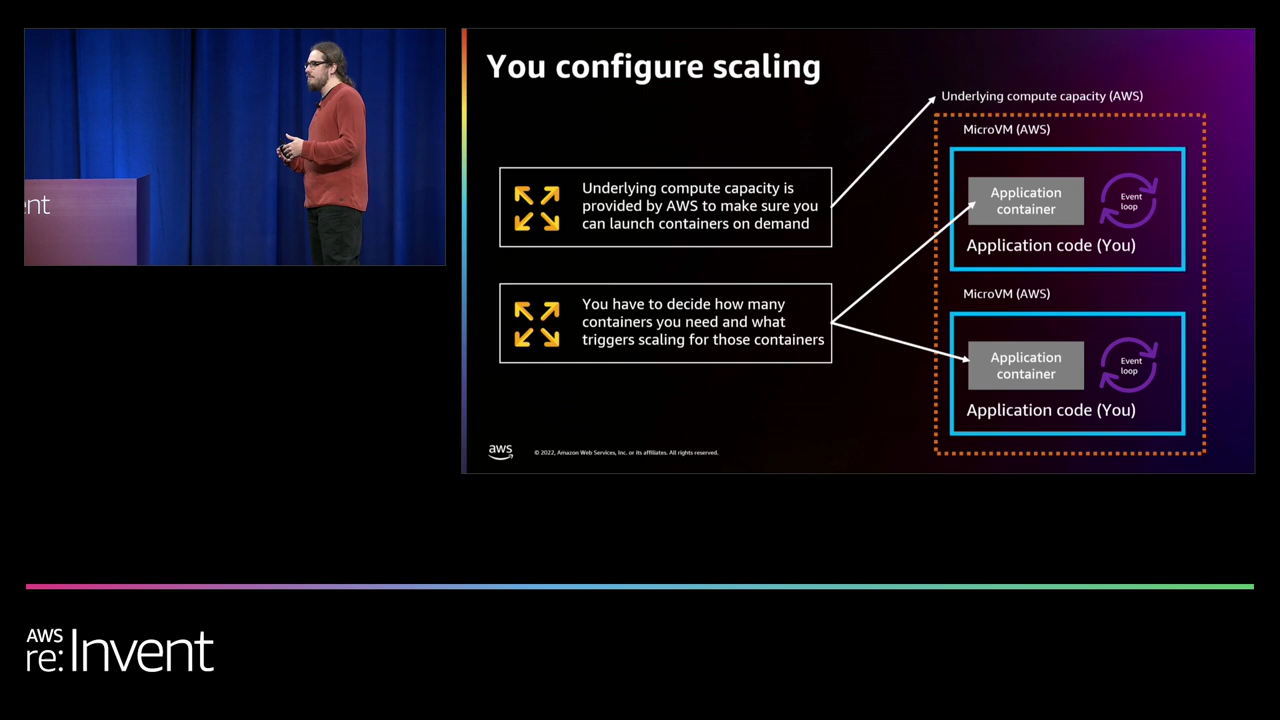 You configure scaling
Underlying compute capacity (AWS)
MicroVM (AWS)
Underlying compute capacity is
provided by AWS to make sure you
can launch containers on demand
Application
container
Event
loop
Application code (You)
You have to decide how many
containers you need and what
triggers scaling for those containers
MicroVM (AWS)
Application
container
Event
loop
Application code (You)
aws
© 2022, Amazon Web Services, Inc. or its affiliates. All rights reserved.
nt
AWS
re:Invent